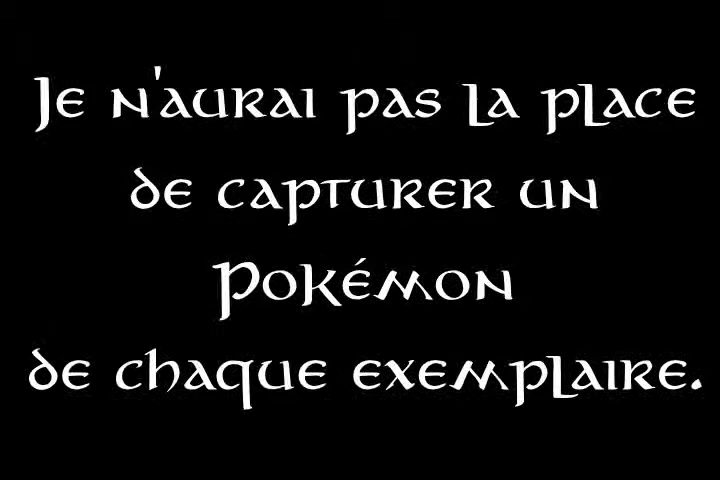 Je n'aurai pas la place
de capturer un
Pokémon
de chaque exemplaire.